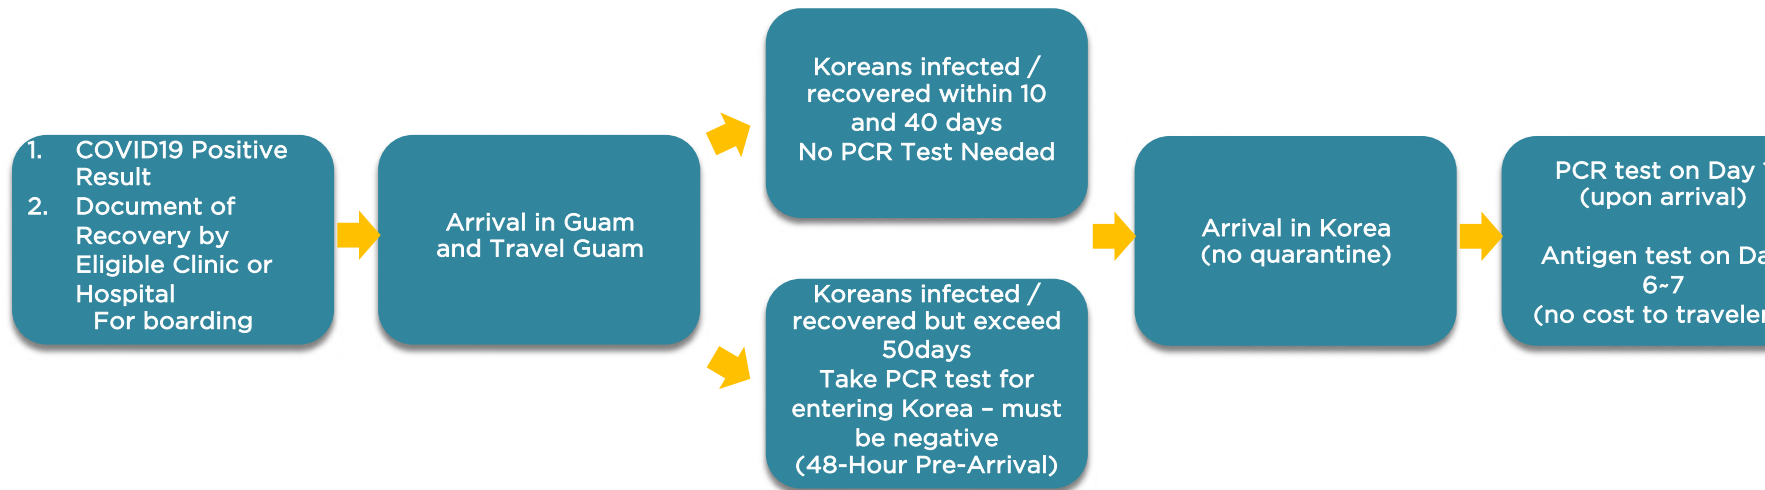 1. COVID19 Positive
Result
2. Document of
Recovery by
Eligible Clinic or
Hospital
For boarding
Arrival in Guam
and Travel Guam
Koreans infected /
recovered within 10
and 40 days
No PCR Test Needed
Koreans infected /
recovered but exceed
50days
Take PCR test for
entering Korea – must
be negative
(48-Hour Pre-Arrival)
Arrival in Korea
(no quarantine)
PCR test on Day
(upon arrival)
Antigen test on
6~7
(no cost to